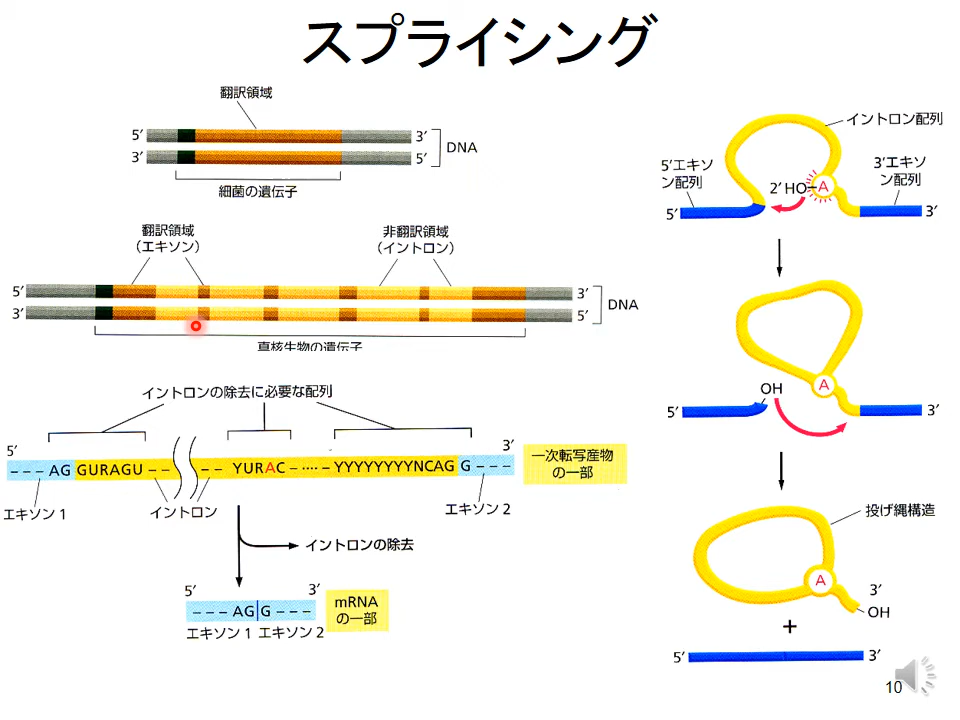 スプライシング
翻訳領域
5′ 3′
3′ 5′
DNA
細菌の遺伝子
翻訳領域
(エキソン)
非翻訳領域
(イントロン)
5′ 3′
3′ 5′
DNA
真核生物の遺伝子
イントロンの除去に必要な配列
5′ 3′
--- AG GURAGU -- -- YURAC-····-YYYYYYYYNCAG G ---
一次転写産物
の一部
エキソン 1
イントロン
エキソン 2
イントロンの除去
5′ 3′
--- AG G ---
mRNA
の一部
エキソン 1 エキソン 2
イントロン配列
5′エキソ
ン配列
3′エキソ
ン配列
2′ HO-A
5′ 3′
A
OH
5′ 3′
投げ縄構造
A
3′
OH
+
5′ 3′
10